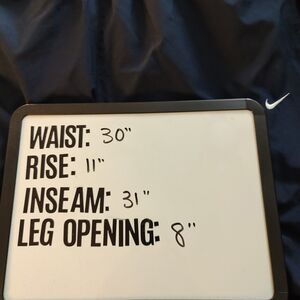 WAIST: 30"
RISE: 11"
INSEAM: 31"
LEG OPENING: 8"